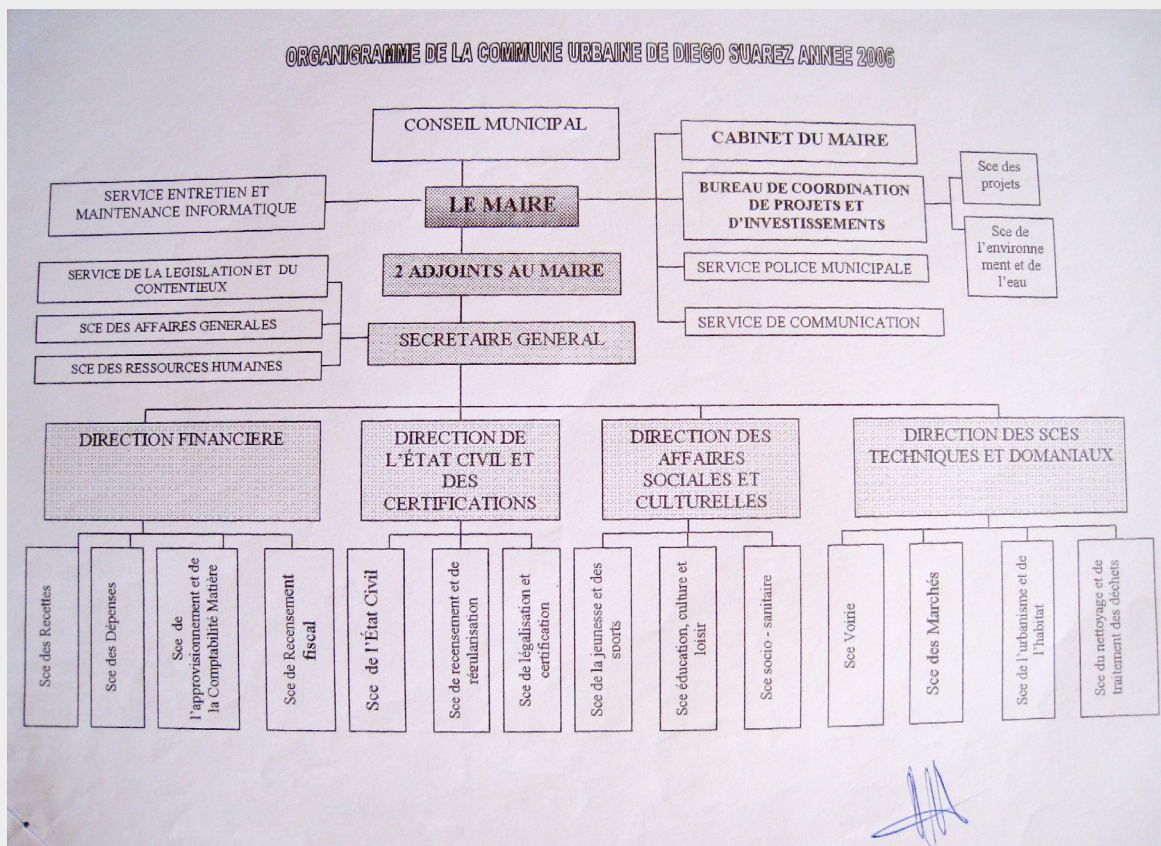 ORGANIGRAMME DE LA COMMUNE URBAINE DE DIEGO SUAREZ ANNEE 2006
CONSEIL MUNICIPAL
CABINET DU MAIRE
Sce des
projets
SERVICE ENTRETIEN ET
MAINTENANCE INFORMATIQUE
LE MAIRE
BUREAU DE COORDINATION
DE PROJETS ET
D'INVESTISSEMENTS
Sce de
l'environne
ment et de
l'eau
SERVICE DE LA LEGISLATION ET DU
CONTENTIEUX
2 ADJOINTS AU MAIRE
SERVICE POLICE MUNICIPALE
SCE DES AFFAIRES GENERALES
SECRETAIRE GENERAL
SERVICE DE COMMUNICATION
SCE DES RESSOURCES HUMAINES
DIRECTION FINANCIERE
DIRECTION DE
L'ÉTAT CIVIL ET
DES
CERTIFICATIONS
DIRECTION DES
AFFAIRES
SOCIALES ET
CULTURELLES
DIRECTION DES SCES
TECHNIQUES ET DOMANIAUX
Sce des Recettes
Sce des Dépenses
Sce de
l'approvisionnement et de
la Comptabilité Matière
Sce de Recensement
fiscal
Sce de l'État Civil
Sce de recensement et de
régularisation
Sce de légalisation et
certification
Sce de la jeunesse et des
sports
Sce éducation, culture et
loisir
Sce socio - sanitaire
Sce Voirie
Sce des Marchés
Sce de l'urbanisme et de
l'habitat
Sce du nettoyage et de
traitement des déchets